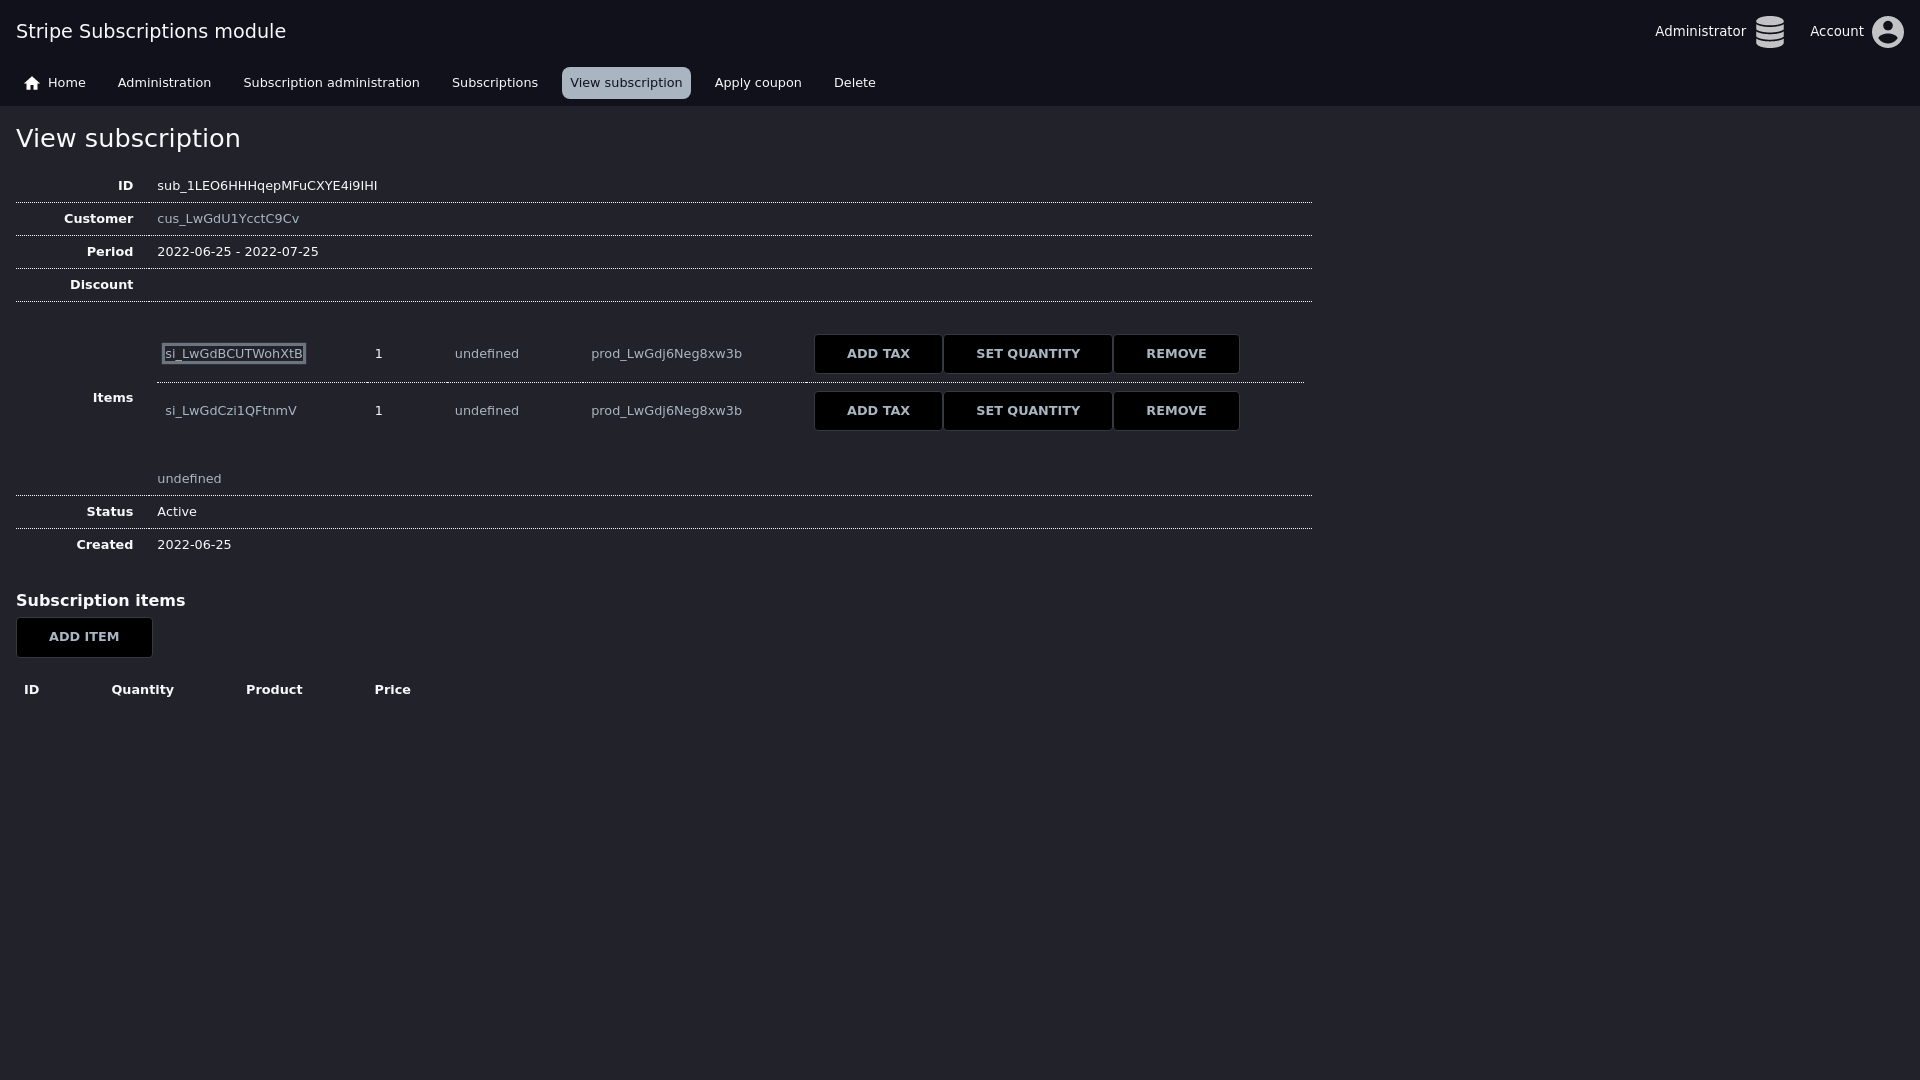 Stripe Subscriptions module
Administrator
Account
Home
Administration
Subscription administration
Subscriptions
View subscription
Apply coupon
Delete
View subscription
ID sub_1LEO6HHHqepMFuCXYE4i9IHI
Customer cus_LwGdU1YcctC9Cv
Period 2022-06-25 - 2022-07-25
Discount
Items
si_LwGdBCUTWohXtB 1 undefined prod_LwGdj6Neg8xw3b ADD TAX SET QUANTITY REMOVE
si_LwGdCzi1QFtnmV 1 undefined prod_LwGdj6Neg8xw3b ADD TAX SET QUANTITY REMOVE
undefined
Status Active
Created 2022-06-25
Subscription items
ADD ITEM
ID Quantity Product Price